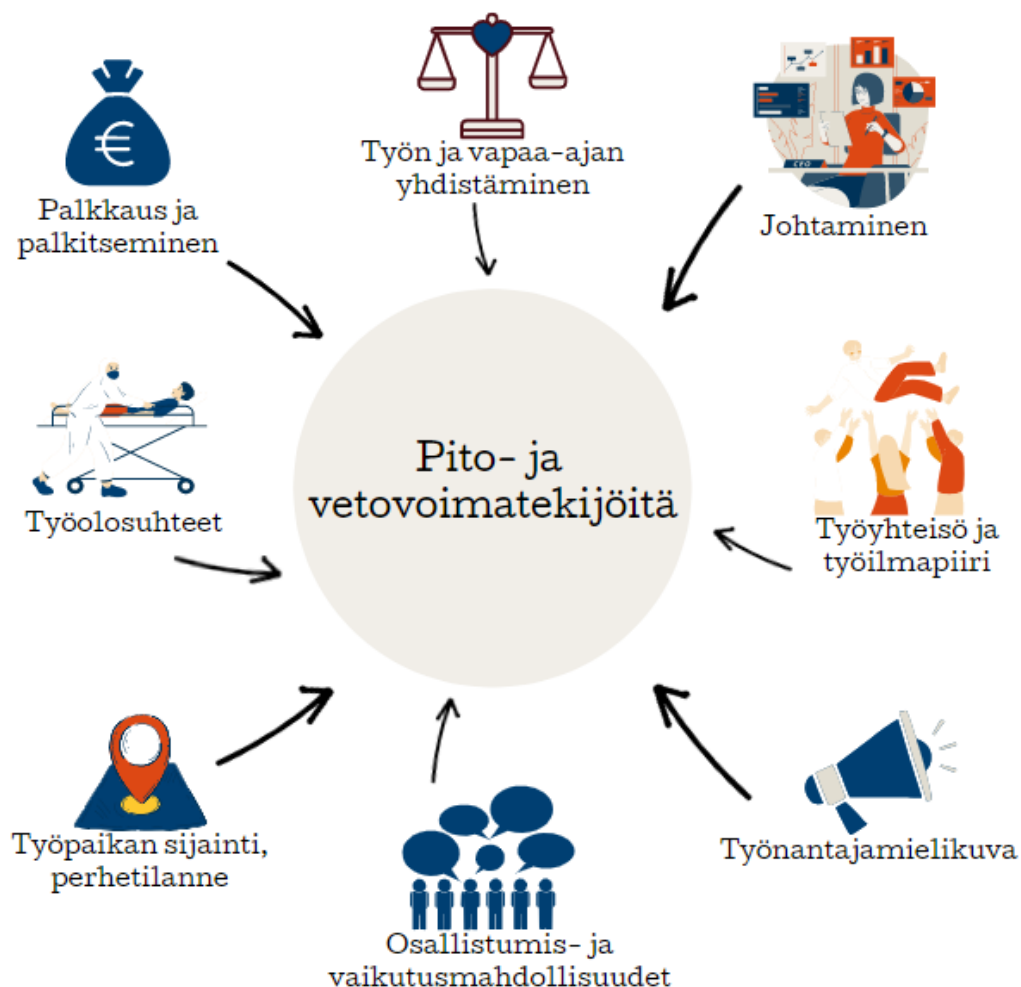 Työn ja vapaa-ajan
yhdistäminen
Palkkaus ja
palkitseminen
CEO
Johtaminen
Pito- ja
vetovoimatekijöitä
Työolosuhteet
Työyhteisö ja
työilmapiiri
Työpaikan sijainti,
perhetilanne
Työnantajamielikuva
Osallistumis- ja
vaikutusmahdollisuudet